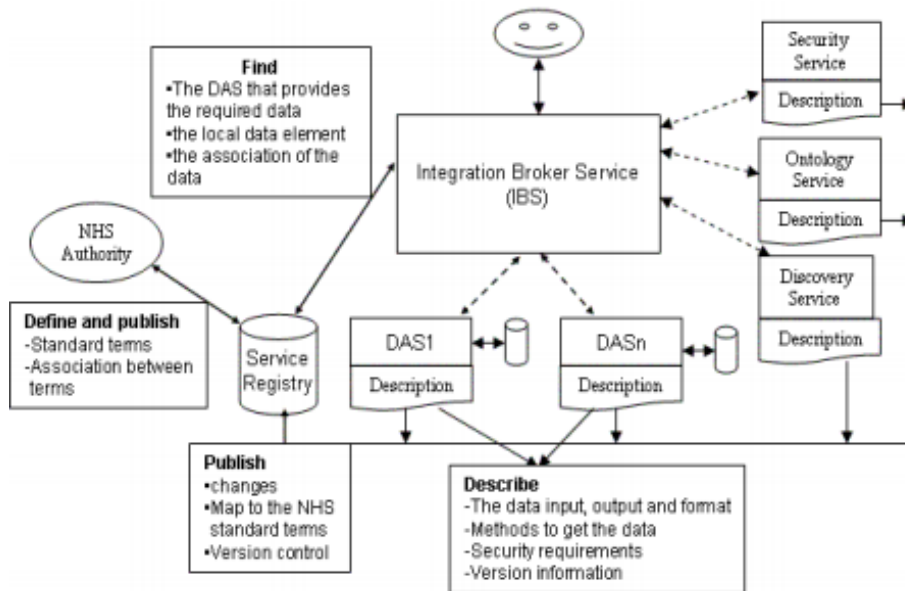 Find
▪The DAS that provides
the required data
▪the local data element
▪the association of the
data
Integration Broker Service
(IBS)
Security
Service
Description
Ontology
Service
Description
Discovery
Service
Description
NHS
Authority
Define and publish
-Standard terms
-Association between
terms
Service
Registry
DAS1
Description
DASn
Description
Publish
▪changes
▪Map to the NHS
standard terms
▪Version control
Describe
-The data input, output and format
-Methods to get the data
-Security requirements
-Version information